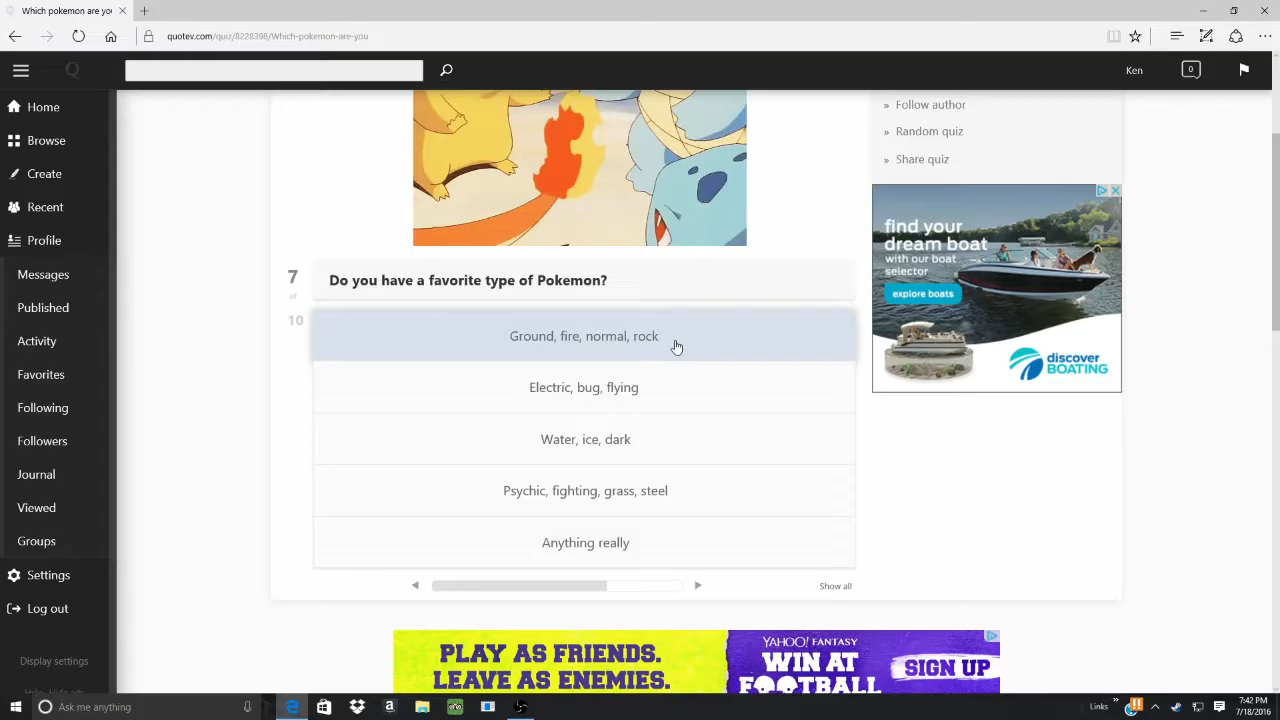 Which pokemon are you
quotev.com/quiz/8228398/Which-pokemon-are-you
Q
Ken
0
Home
Browse
Create
Recent
Profile
Messages
Published
Activity
Favorites
Following
Followers
Journal
Viewed
Groups
Settings
Log out
Display settings
Help Hide ads
» Follow author
» Random quiz
» Share quiz
find your
dream boat
with our boat
selector
explore boats
discover
BOATING
7
of
10
Do you have a favorite type of Pokemon?
Ground, fire, normal, rock
Electric, bug, flying
Water, ice, dark
Psychic, fighting, grass, steel
Anything really
Show all
PLAY AS FRIENDS.
LEAVE AS ENEMIES.
YAHOO! FANTASY
WIN AT
FOOTBALL
SIGN UP
Ask me anything
Links
7:42 PM
7/18/2016